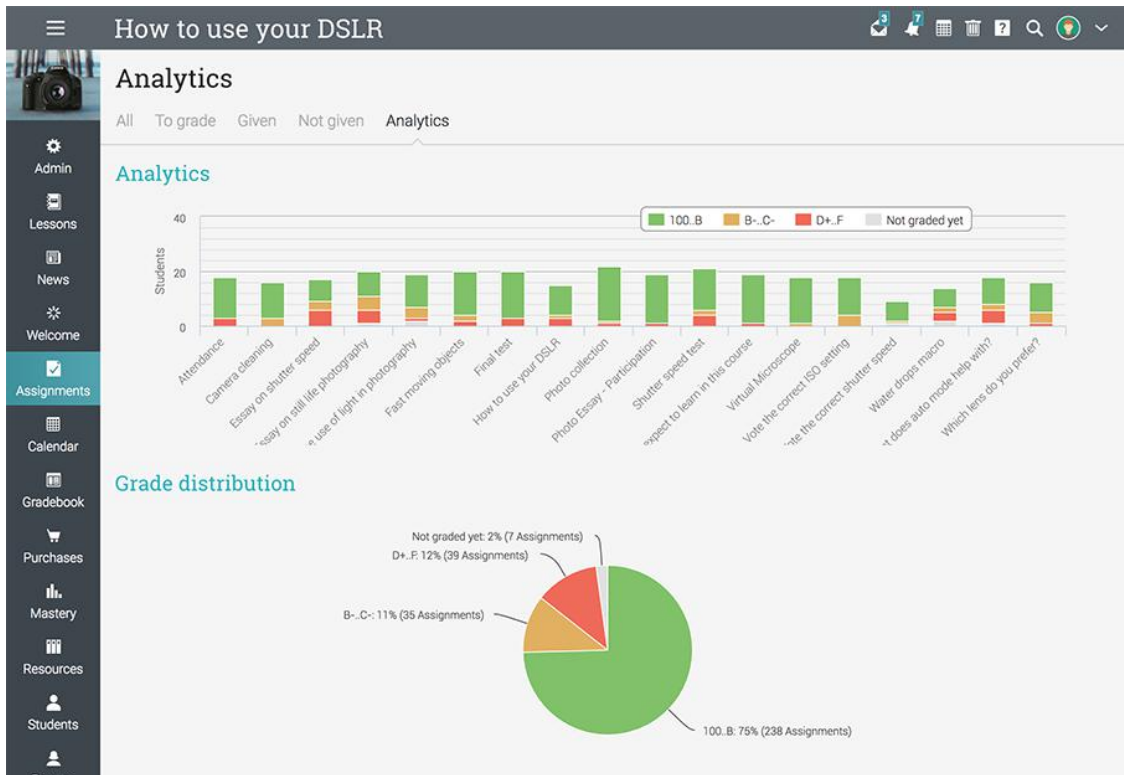 How to use your DSLR
3
7
?
Analytics
All To grade Given Not given Analytics
Admin
Lessons
News
Welcome
Assignments
Calendar
Gradebook
Purchases
Mastery
Resources
Students
Analytics
100..B B-..C- D+..F Not graded yet
40
20
0
Students
Attendance
Camera cleaning
Essay on shutter speed
Essay on still life photography
e use of light in photography
Fast moving objects
Final test
How to use your DSLR
Photo collection
Photo Essay - Participation
Shutter speed test
expect to learn in this course
Virtual Microscope
Vote the correct ISO setting
the correct shutter speed
Water drops macro
does auto mode help with?
Which lens do you prefer?
Grade distribution
Not graded yet: 2% (7 Assignments)
D+..F: 12% (39 Assignments)
B-..C-: 11% (35 Assignments)
100..B: 75% (238 Assignments)